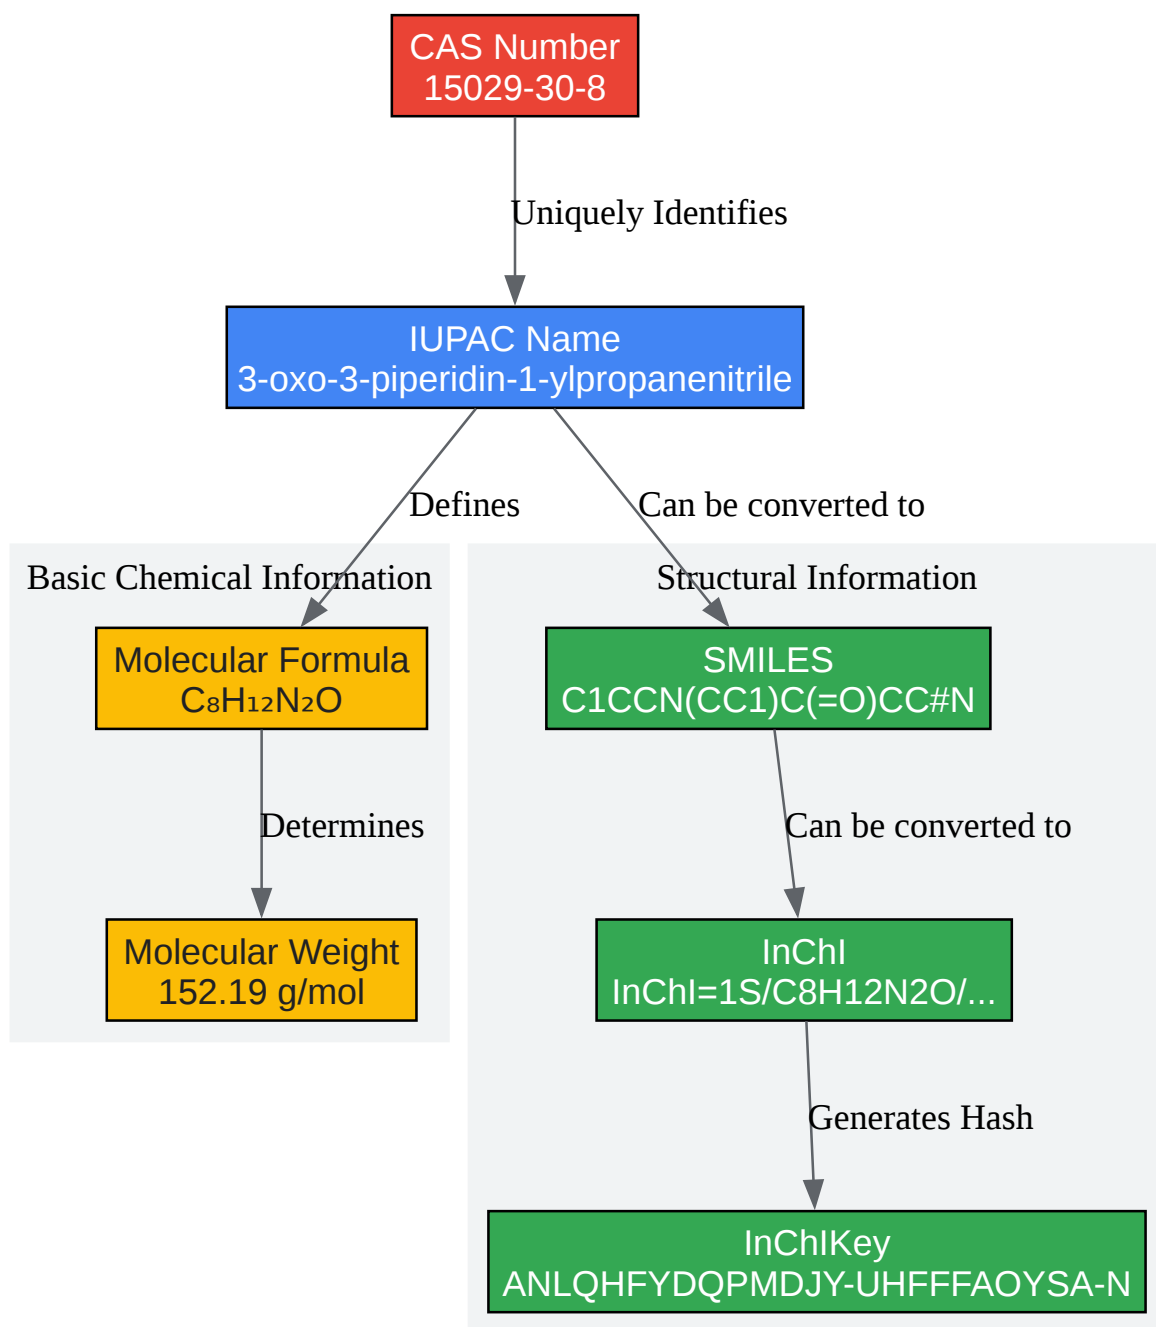 CAS Number
15029-30-8
Uniquely Identifies
IUPAC Name
3-oxo-3-piperidin-1-ylpropanenitrile
Defines
Can be converted to
Basic Chemical Information
Molecular Formula
C₈H₁₂N₂O
Determines
Molecular Weight
152.19 g/mol
Structural Information
SMILES
C1CCN(CC1)C(=O)CC#N
Can be converted to
InChI
InChI=1S/C8H12N2O/...
Generates Hash
InChIKey
ANLQHFYDQPMDJY-UHFFFAOYSA-N